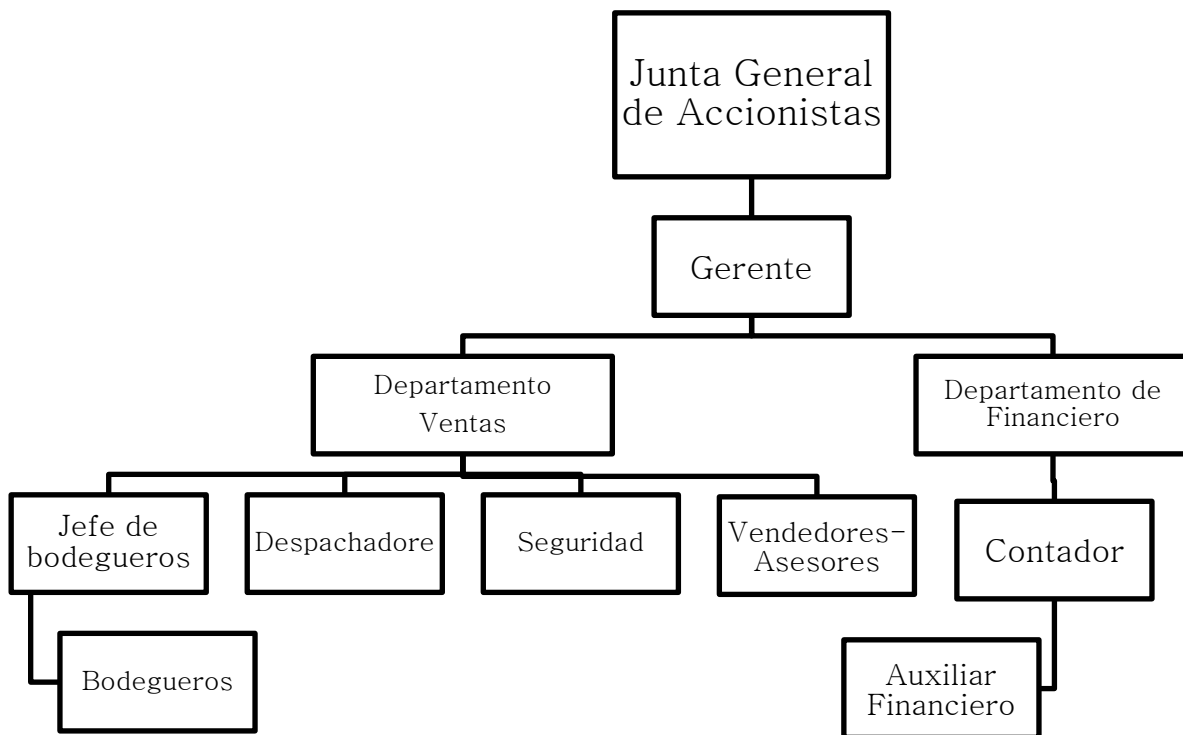 Junta General
de Accionistas
Gerente
Departamento
Ventas
Departamento de
Financiero
Jefe de
bodegueros
Despachadore
Seguridad
Vendedores-
Asesores
Contador
Bodegueros
Auxiliar
Financiero